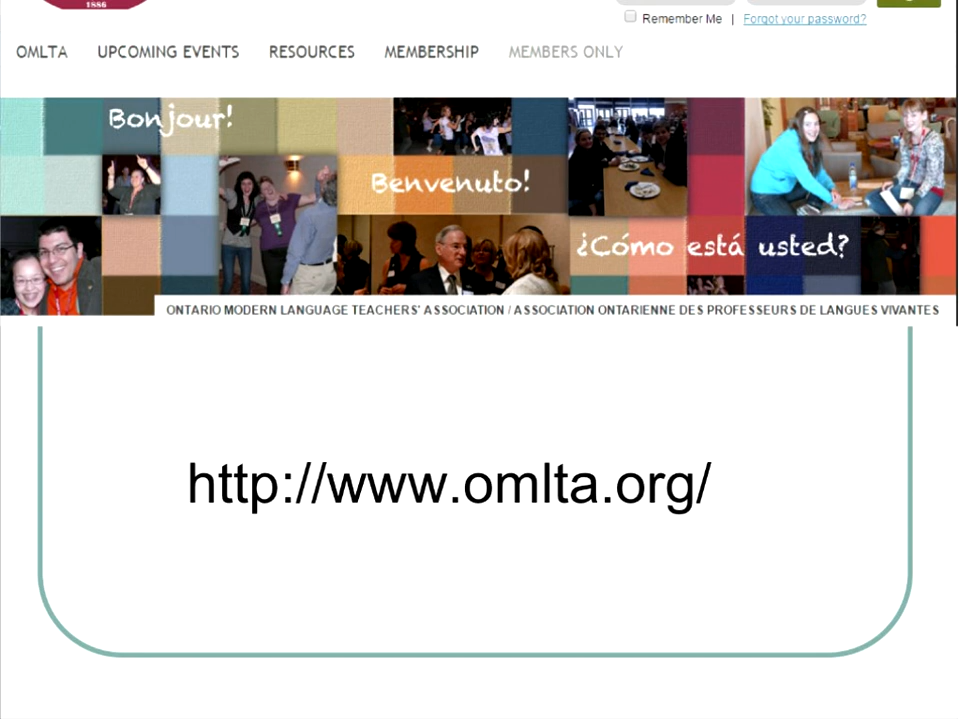 1886
Remember Me | Forgot your password?
OMLTA UPCOMING EVENTS RESOURCES MEMBERSHIP MEMBERS ONLY
Bonjour!
Benvenuto!
¿Cómo está usted?
ONTARIO MODERN LANGUAGE TEACHERS' ASSOCIATION / ASSOCIATION ONTARIENNE DES PROFESSEURS DE LANGUES VIVANTES
http://www.omlta.org/